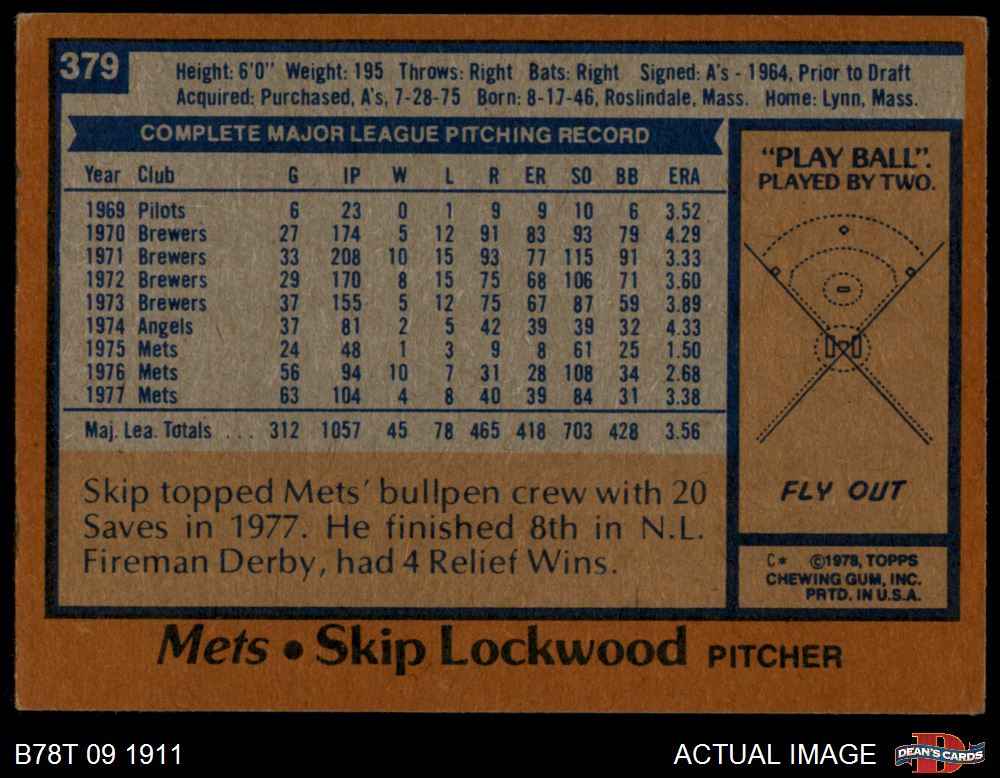 379
Height: 6'0" Weight: 195 Throws: Right Bats: Right Signed: A's - 1964, Prior to Draft
Acquired: Purchased, A's, 7-28-75 Born: 8-17-46, Roslindale, Mass. Home: Lynn, Mass.
COMPLETE MAJOR LEAGUE PITCHING RECORD
Year Club G IP W L R ER SO BB ERA
1969 Pilots 6 23 0 1 9 9 10 6 3.52
1970 Brewers 27 174 5 12 91 83 93 79 4.29
1971 Brewers 33 208 10 15 93 77 115 91 3.33
1972 Brewers 29 170 8 15 75 68 106 71 3.60
1973 Brewers 37 155 5 12 75 67 87 59 3.89
1974 Angels 37 81 2 5 42 39 39 32 4.33
1975 Mets 24 48 1 3 9 8 61 25 1.50
1976 Mets 56 94 10 7 31 28 108 34 2.68
1977 Mets 63 104 4 8 40 39 84 31 3.38
Maj. Lea. Totals ... 312 1057 45 78 465 418 703 428 3.56
Skip topped Mets' bullpen crew with 20
Saves in 1977. He finished 8th in N.L.
Fireman Derby, had 4 Relief Wins.
"PLAY BALL".
PLAYED BY TWO.
FLY OUT
C* ©1978, TOPPS
CHEWING GUM, INC.
PRTD. IN U.S.A.
Mets • Skip Lockwood PITCHER
B78T 09 1911
ACTUAL IMAGE
DEAN'S CARDS